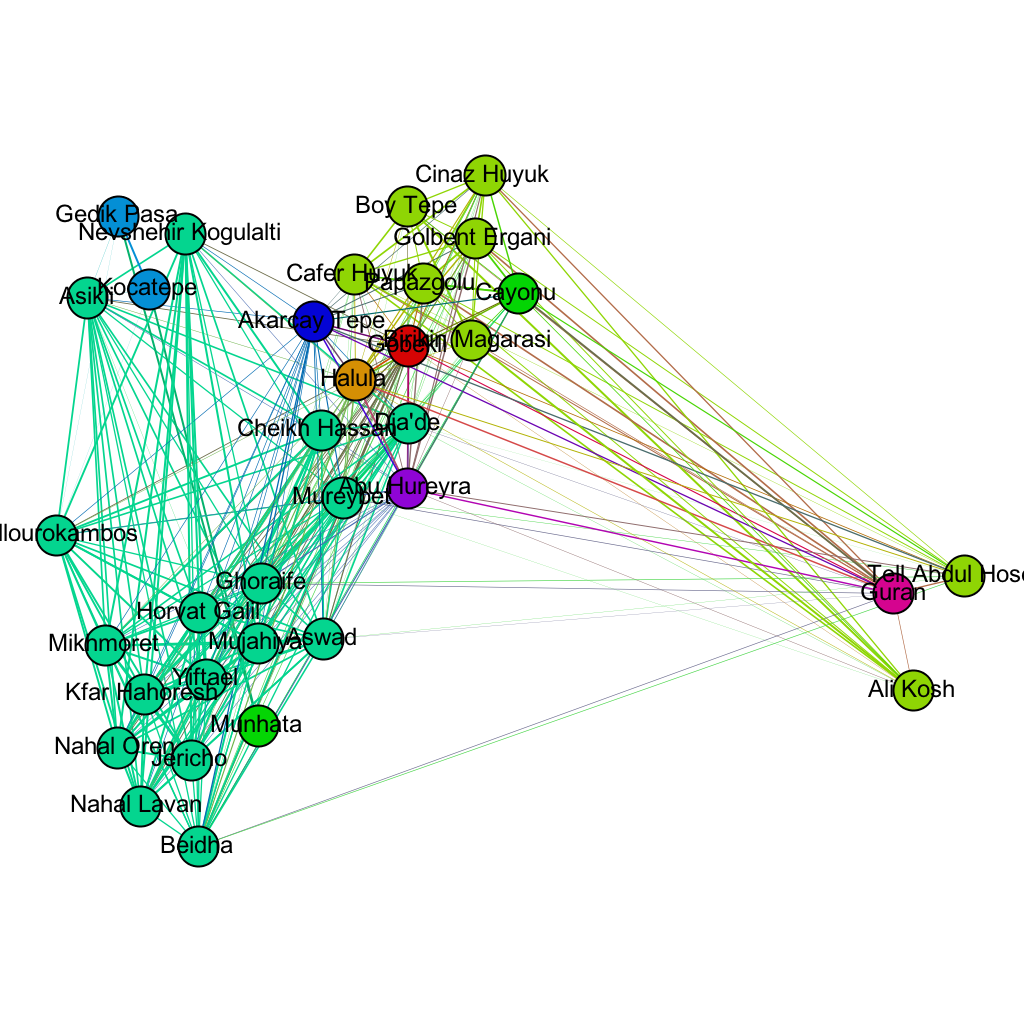 Cinaz Huyuk
Boy Tepe
Gedik Pasa
Nevshehir Kogulalti
Golbent Ergani
Cafer Huyuk
Papazgolu
Kocatepe
Asikli
Cayonu
Akarcay Tepe
Gobekli
Birikin Magarasi
Halula
Dja'de
Cheikh Hassan
Abu Hureyra
Mureybet
llourokambos
Tell Abdul Hose
Ghoraife
Guran
Horvat Galil
Mikhmoret
Mujahiya
Aswad
Yiftael
Kfar Hahoresh
Ali Kosh
Munhata
Nahal Oren
Jericho
Nahal Lavan
Beidha